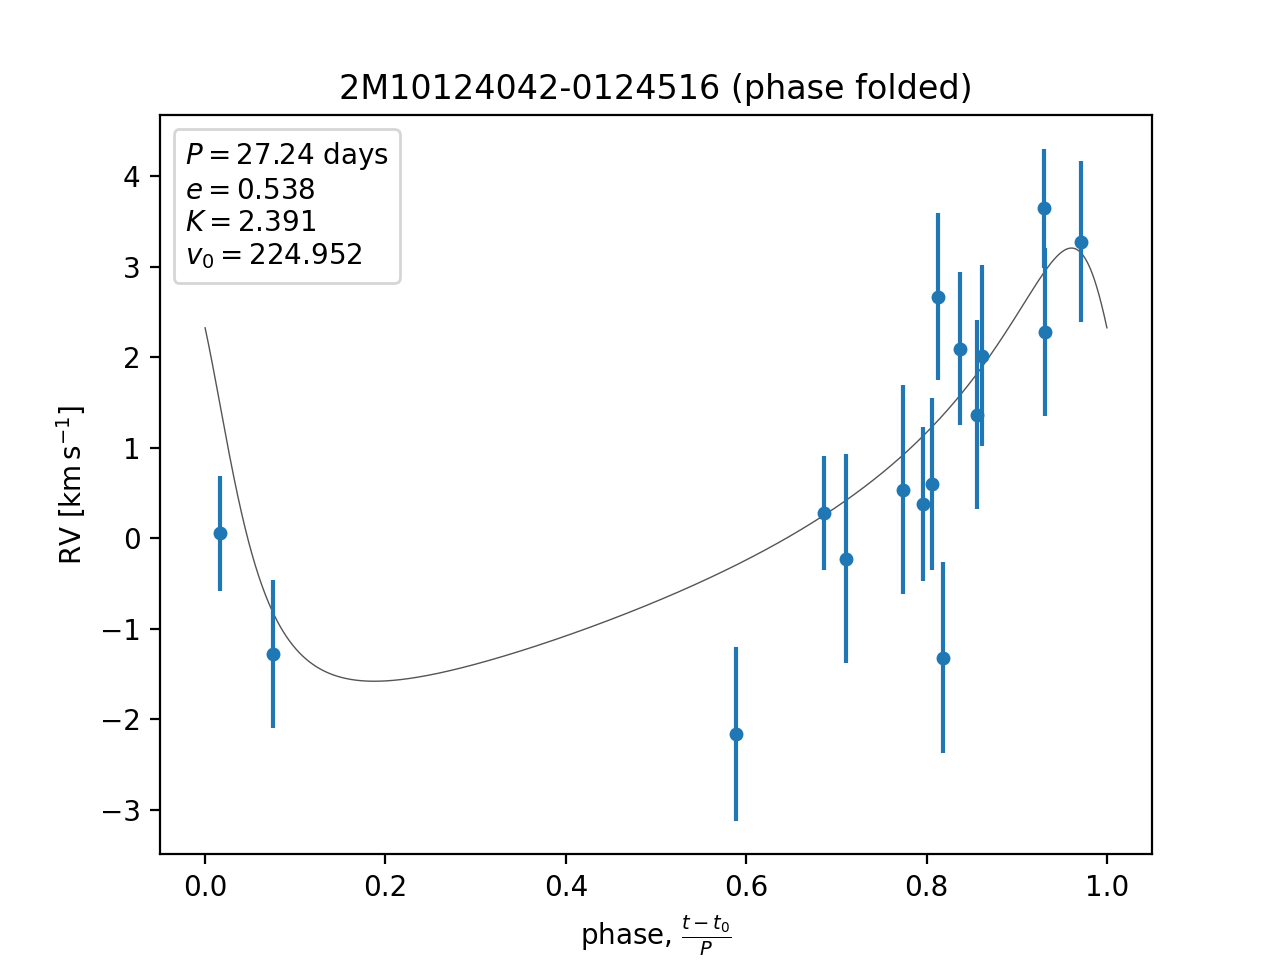 2M10124042-0124516 (phase folded)
P = 27.24 days
e = 0.538
K = 2.391
v₀ = 224.952
4
3
2
1
0
−1
−2
−3
RV [km s⁻¹]
0.0 0.2 0.4 0.6 0.8 1.0
phase, (t − t₀)/P